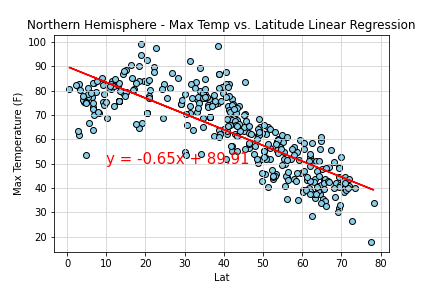 Northern Hemisphere - Max Temp vs. Latitude Linear Regression
100
90
80
70
60
50
40
30
20
Max Temperature (F)
y = -0.65x + 89.91
0 10 20 30 40 50 60 70 80
Lat